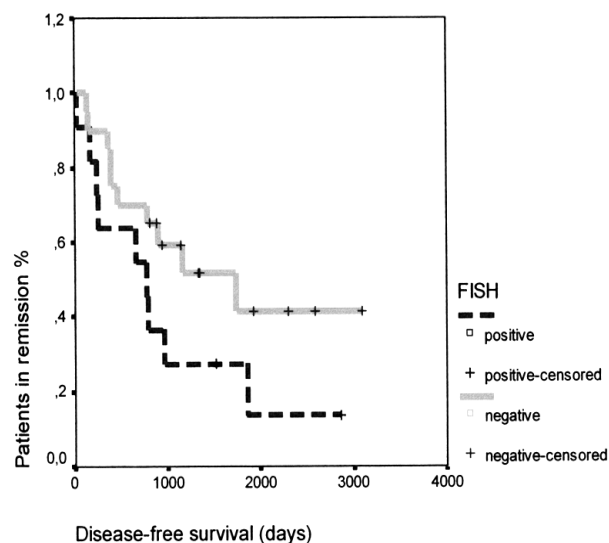 1,2
1,0
,8
,6
,4
,2
0,0
Patients in remission %
0
1000
2000
3000
4000
Disease-free survival (days)
FISH
positive
positive-censored
negative
negative-censored